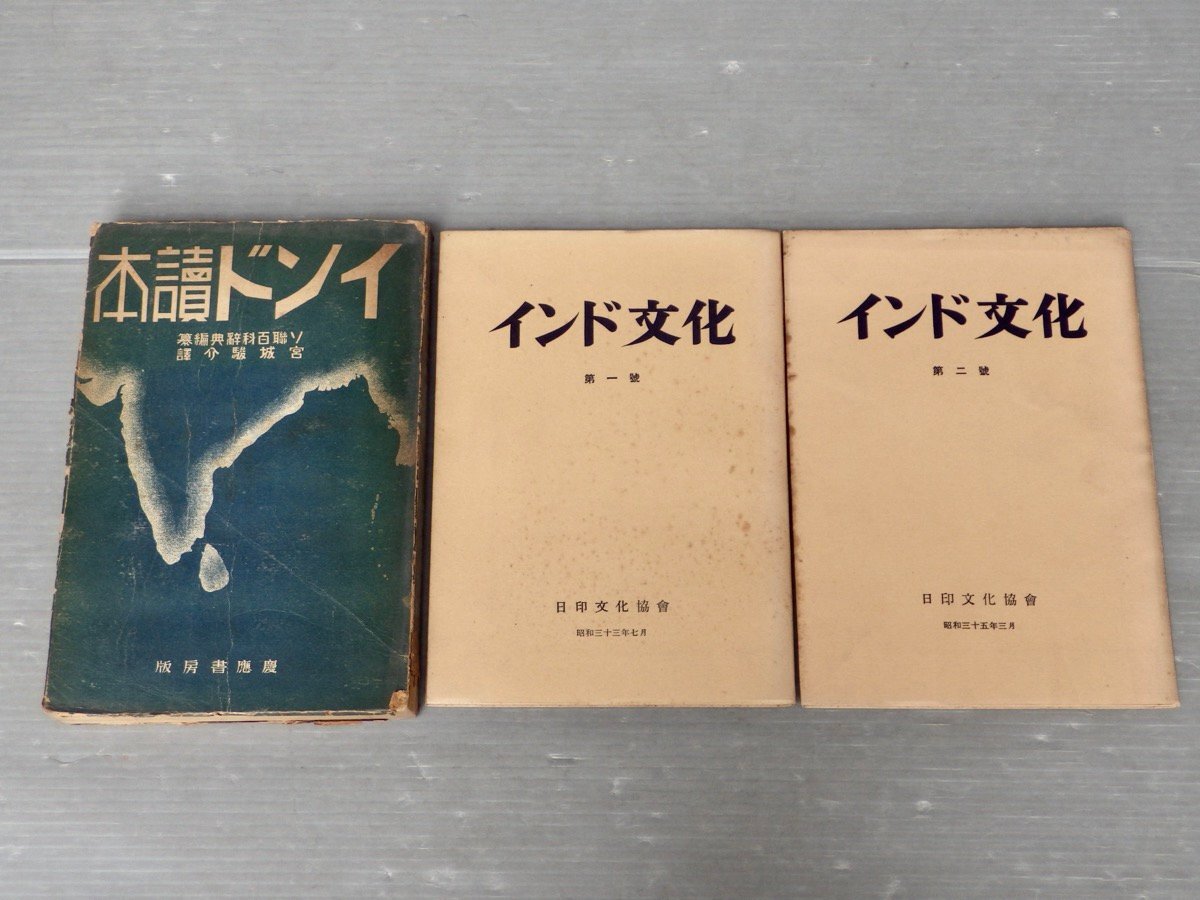 インド讀本
ソ聯百科辭典編纂
宮城駿介譯
慶應書房版
インド文化
第一號
日印文化協會
昭和三十三年七月
インド文化
第二號
日印文化協會
昭和三十五年三月